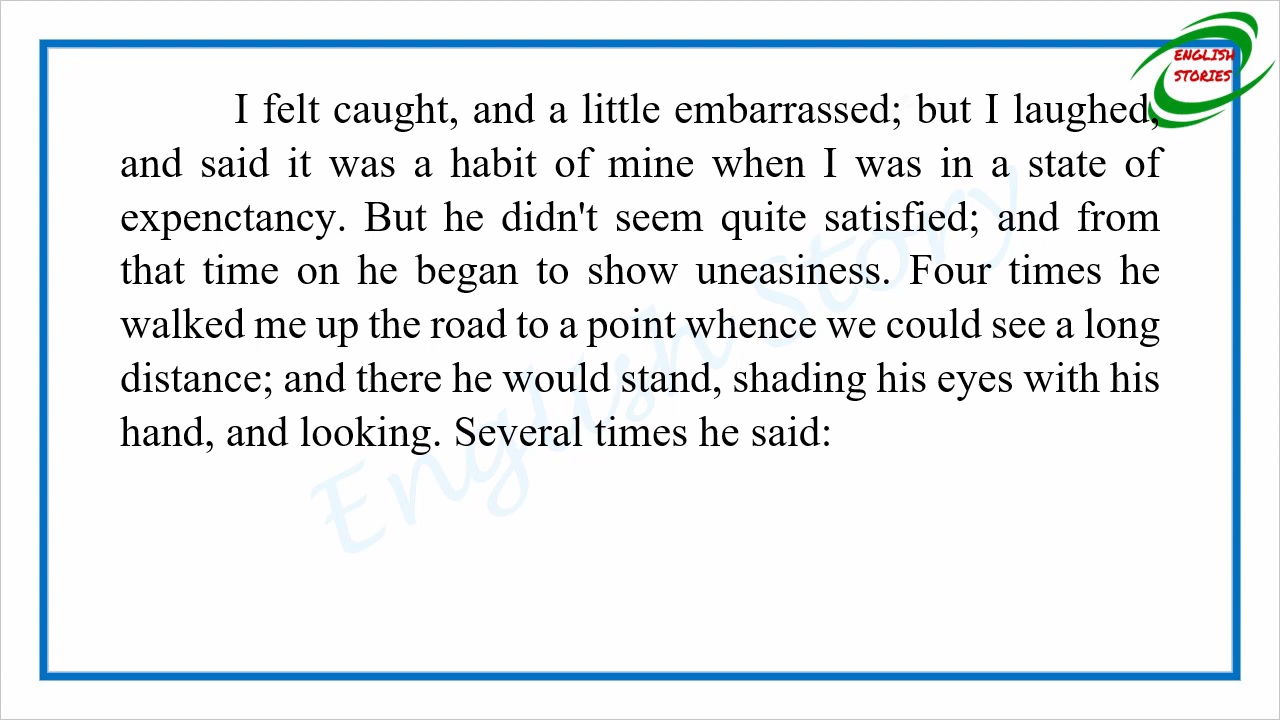 ENGLISH
STORIES
I felt caught, and a little embarrassed; but I laughed,
and said it was a habit of mine when I was in a state of
expenctancy. But he didn't seem quite satisfied; and from
that time on he began to show uneasiness. Four times he
walked me up the road to a point whence we could see a long
distance; and there he would stand, shading his eyes with his
hand, and looking. Several times he said:
English Story